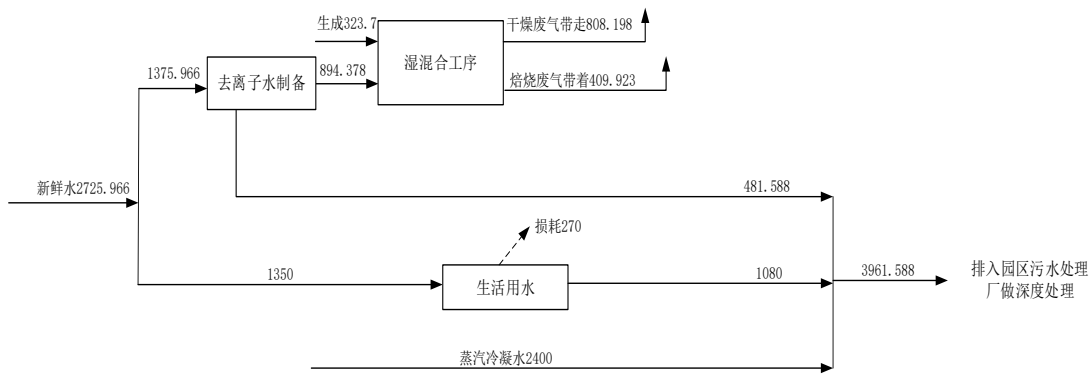 生成323.7
干燥废气带走808.198
湿混合工序
1375.966
去离子水制备
894.378
焙烧废气带着409.923
新鲜水2725.966
481.588
损耗270
1350
生活用水
1080
3961.588
排入园区污水处理
厂做深度处理
蒸汽冷凝水2400